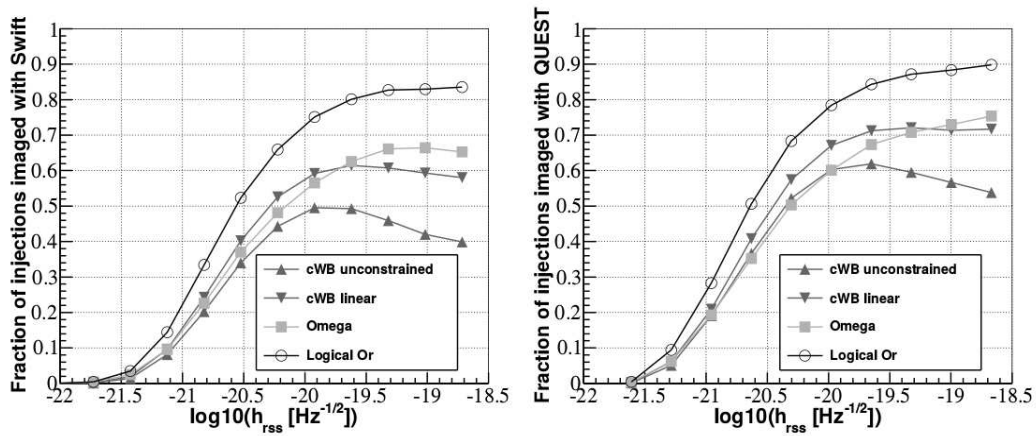 Fraction of injections imaged with Swift
1
0.9
0.8
0.7
0.6
0.5
0.4
0.3
0.2
0.1
0
-22 -21.5 -21 -20.5 -20 -19.5 -19 -18.5
log10(h_rss [Hz^-1/2])
cWB unconstrained
cWB linear
Omega
Logical Or
Fraction of injections imaged with QUEST
1
0.9
0.8
0.7
0.6
0.5
0.4
0.3
0.2
0.1
0
-22 -21.5 -21 -20.5 -20 -19.5 -19 -18.5
log10(h_rss [Hz^-1/2])
cWB unconstrained
cWB linear
Omega
Logical Or